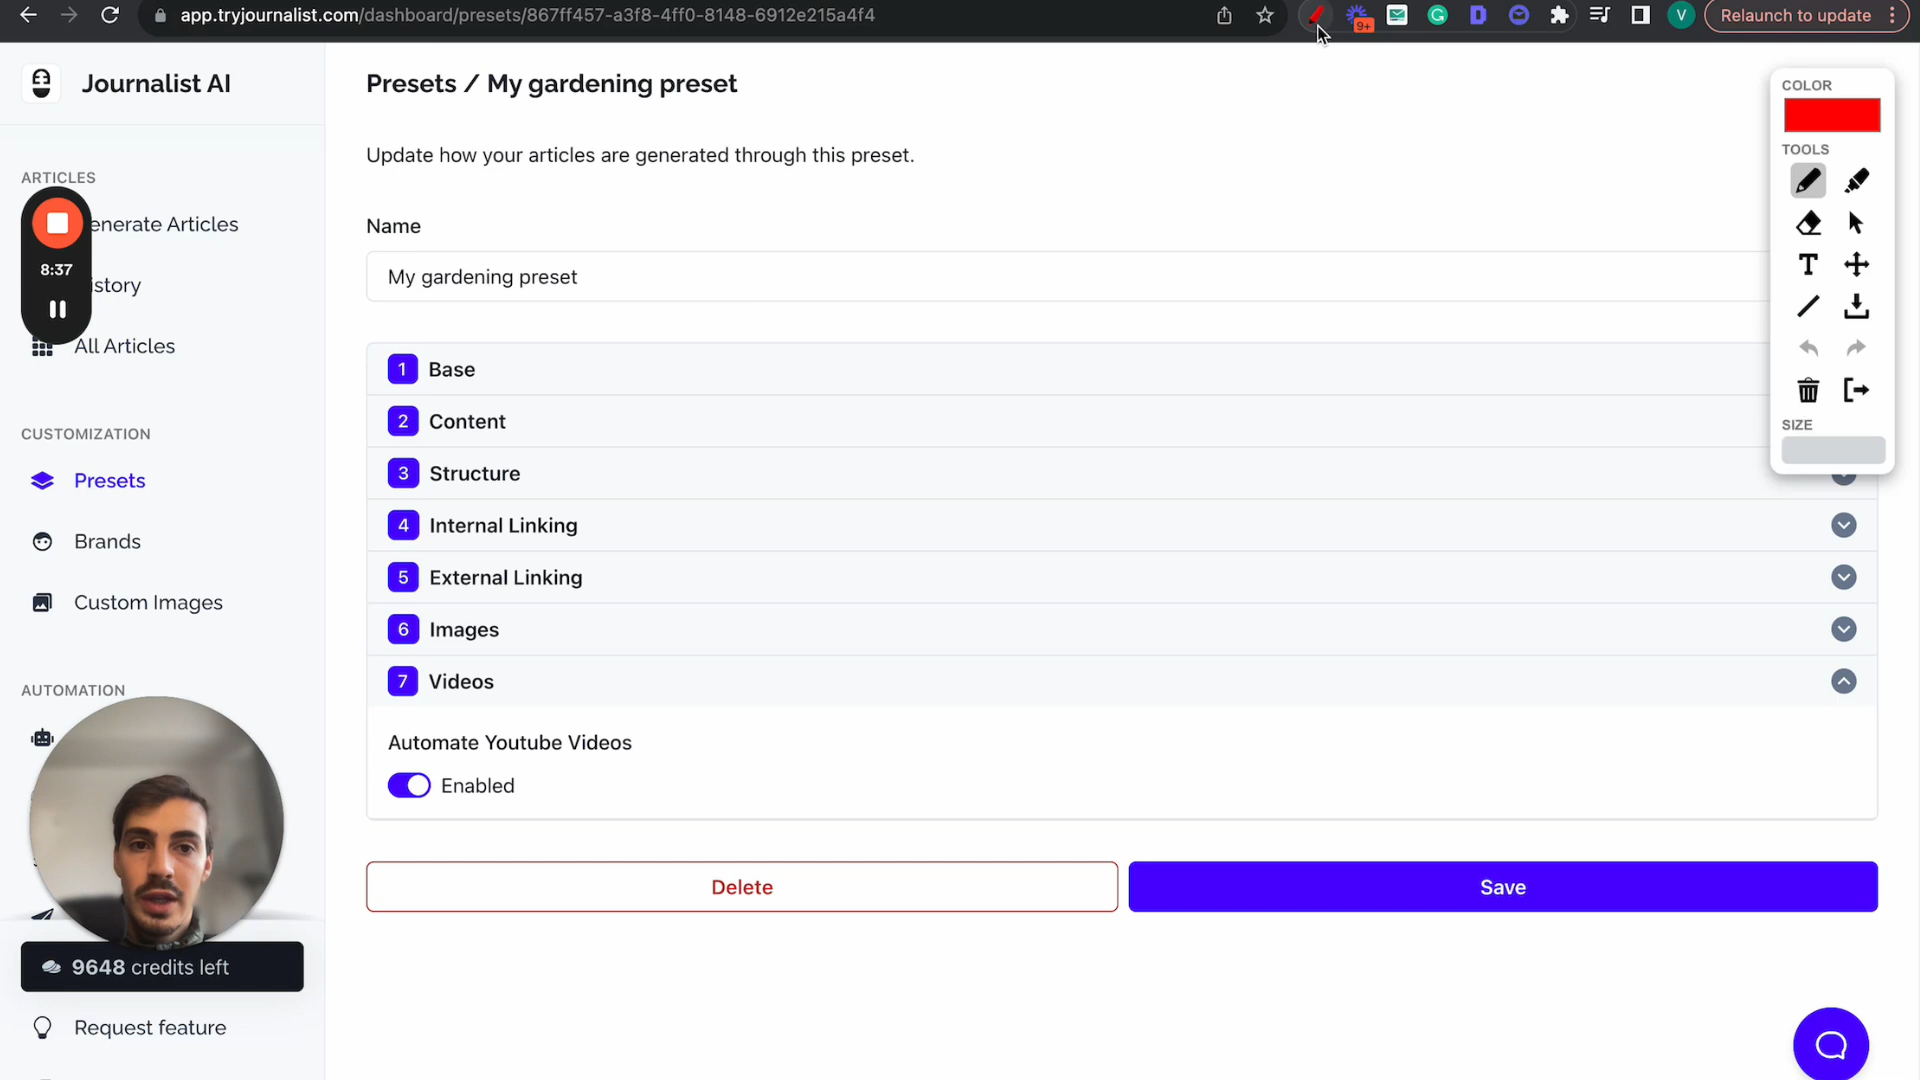 app.tryjournalist.com/dashboard/presets/867ff457-a3f8-4ff0-8148-6912e215a4f4
9+
G
D
V
Relaunch to update
Journalist AI
Presets / My gardening preset
COLOR
TOOLS
T
SIZE
Update how your articles are generated through this preset.
ARTICLES
enerate Articles
8:37
istory
All Articles
Name
My gardening preset
1 Base
2 Content
3 Structure
4 Internal Linking
5 External Linking
6 Images
7 Videos
CUSTOMIZATION
Presets
Brands
Custom Images
AUTOMATION
Automate Youtube Videos
Enabled
Delete
Save
9648 credits left
Request feature